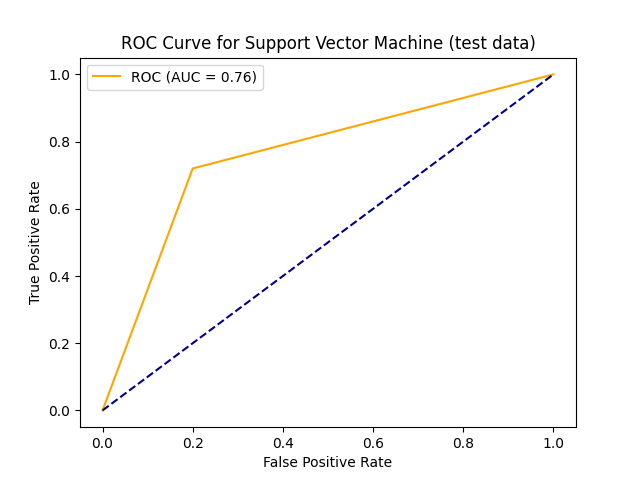 ROC Curve for Support Vector Machine (test data)
ROC (AUC = 0.76)
True Positive Rate
1.0
0.8
0.6
0.4
0.2
0.0
0.0 0.2 0.4 0.6 0.8 1.0
False Positive Rate